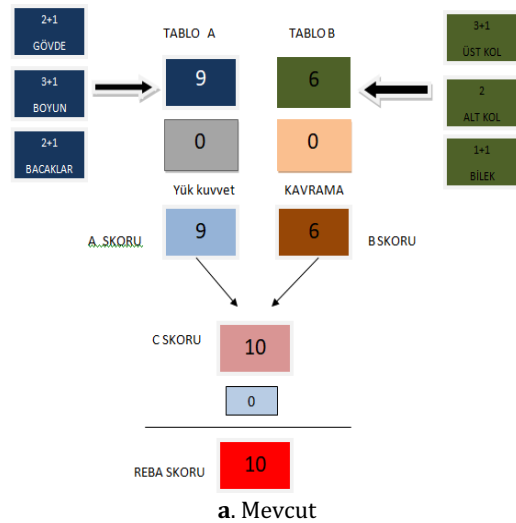 2+1
GÖVDE
3+1
BOYUN
2+1
BACAKLAR
TABLO A
9
0
Yük kuvvet
A SKORU
9
TABLO B
6
0
KAVRAMA
6
B SKORU
3+1
ÜST KOL
2
ALT KOL
1+1
BİLEK
C SKORU
10
0
REBA SKORU
10
a. Mevcut